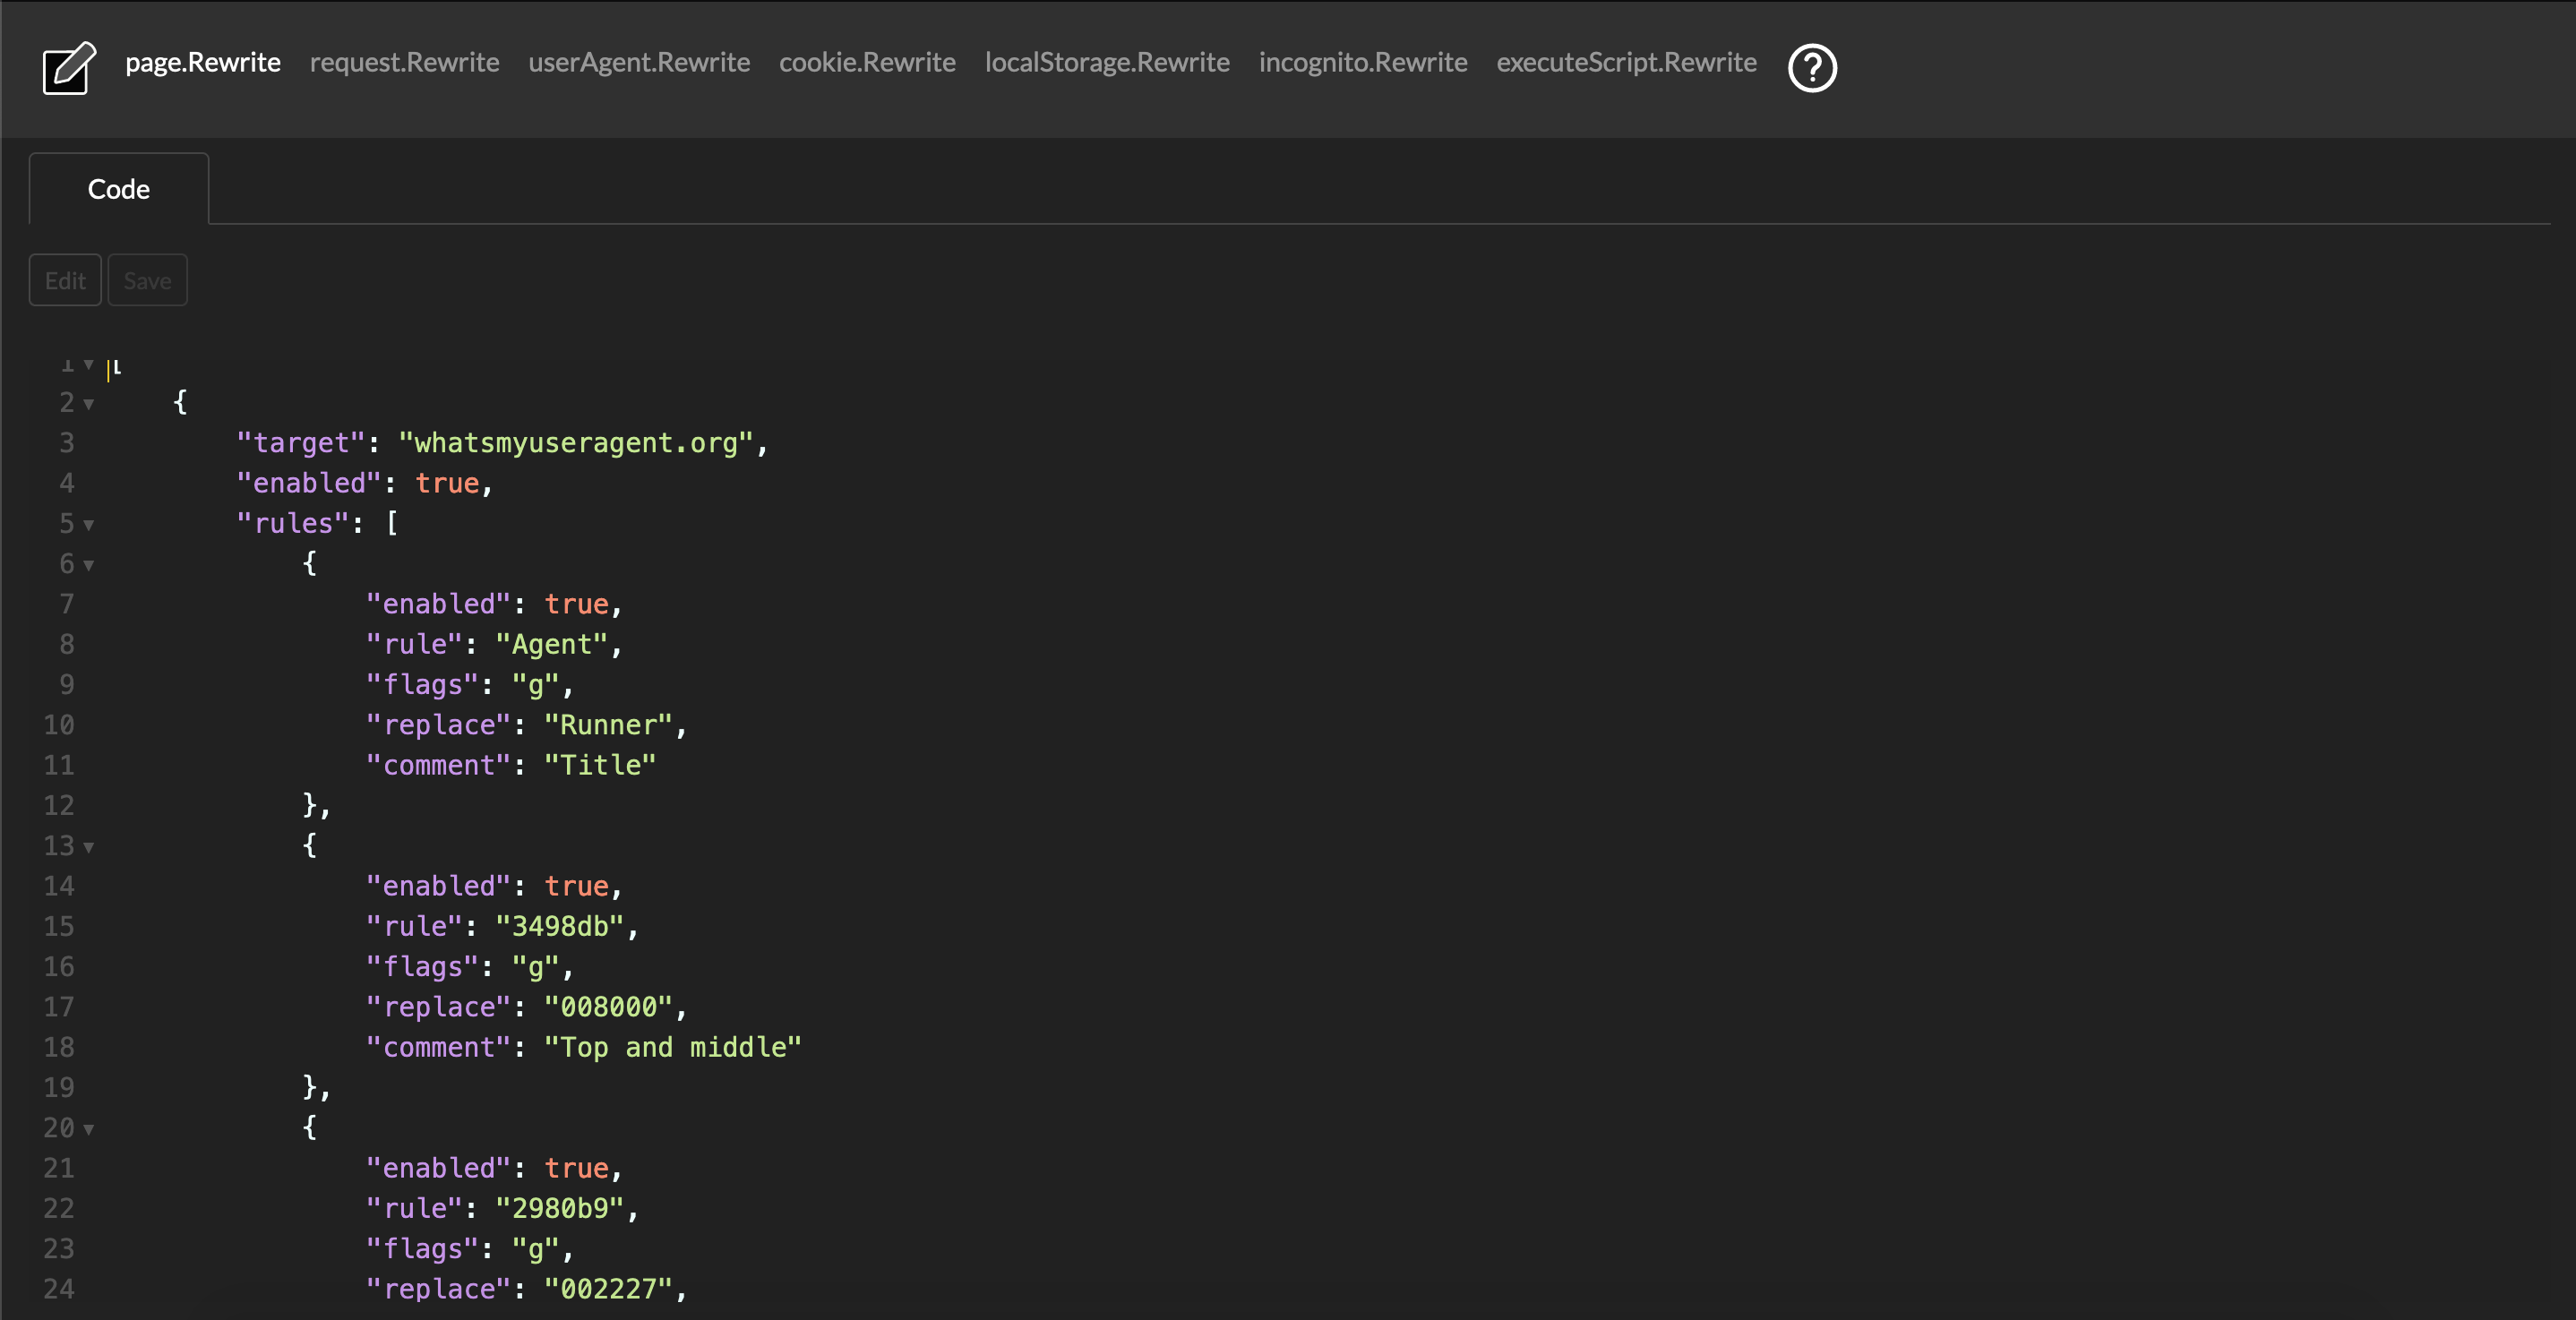 page.Rewrite request.Rewrite userAgent.Rewrite cookie.Rewrite localStorage.Rewrite incognito.Rewrite executeScript.Rewrite ?
Code
Edit Save
1 [
2 {
3 "target": "whatsmyuseragent.org",
4 "enabled": true,
5 "rules": [
6 {
7 "enabled": true,
8 "rule": "Agent",
9 "flags": "g",
10 "replace": "Runner",
11 "comment": "Title"
12 },
13 {
14 "enabled": true,
15 "rule": "3498db",
16 "flags": "g",
17 "replace": "008000",
18 "comment": "Top and middle"
19 },
20 {
21 "enabled": true,
22 "rule": "2980b9",
23 "flags": "g",
24 "replace": "002227",